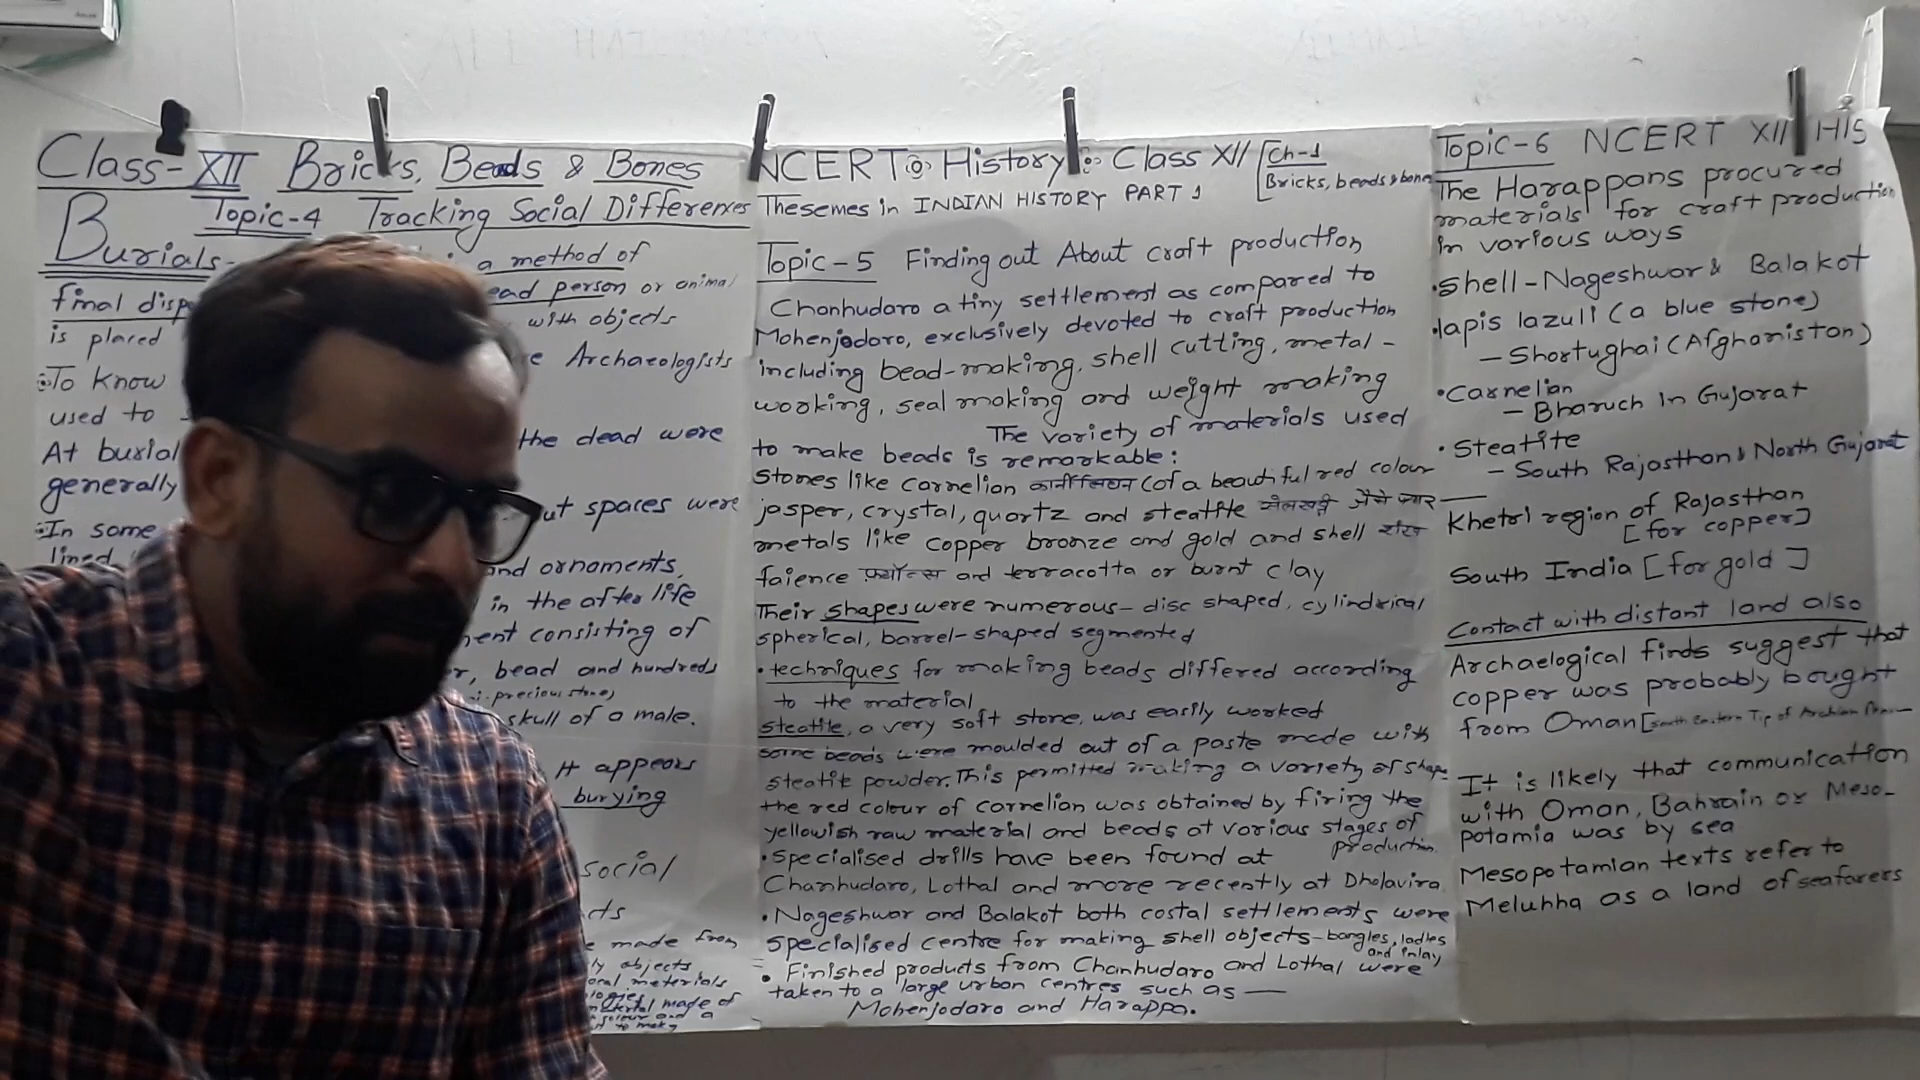 Class-XII Bricks, Beads & Bones
Topic-4 Tracking Social Differenes
Burials-
a method of
final disp
ead person or animal
is placed
with objects
e Archaeologists
To know
used to
the dead were
At burial
generally
ut spaces were
In some
lined
and ornaments,
in the after life
ment consisting of
r, bead and hundreds
i-precious stone,
skull of a male.
It appears
burying
social
cts
e made from
ly objects
made of
NCERT History Class XII [Ch-1
Bricks, beads & bones
Thesemes in INDIAN HISTORY PART 1
Topic-5 Finding out About craft production
Chanhudaro a tiny settlement as compared to
Mohenjodaro, exclusively devoted to craft production
including bead-making, shell cutting, metal-
working, seal making and weight making
The variety of materials used
to make beads is remarkable:
Stones like carnelian (of a beautiful red colour
jasper, crystal, quartz and steatite सेलखड़ी जैसे
metals like copper bronze and gold and shell शंख
faience फ़यॉन्स and terracotta or burnt clay
Their shapes were numerous- disc shaped, cylindrical
spherical, barrel-shaped segmented
• techniques for making beads differed according
to the material
steatite, a very soft stone, was easily worked
some beads were moulded out of a paste made with
steatite powder. This permitted making a variety of shape
the red colour of carnelian was obtained by firing the
yellowish raw material and beads at various stages of
production
• Specialised drills have been found at
Chanhudaro, Lothal and more recently at Dholavira
• Nageshwar and Balakot both costal settlements were
specialised centre for making shell objects-bangles, ladles
and inlay
• Finished products from Chanhudaro and Lothal were
taken to a large urban centres such as —
Mohenjodaro and Harappa.
Topic-6 NCERT XII HIS
The Harappans procured
materials for craft production
in various ways
• Shell-Nageshwar & Balakot
• lapis lazuli (a blue stone)
— Shortughai (Afghanistan)
• Carnelian
— Bharuch in Gujarat
• Steatite
— South Rajasthan & North Gujarat
Khetri region of Rajasthan
[for copper]
South India [for gold]
Contact with distant land also
Archaelogical finds suggest that
copper was probably bought
from Oman [South Eastern Tip of
It is likely that communication
with Oman, Bahrain or Meso-
potamia was by sea
Mesopotamian texts refer to
Meluhha as a land of seafarers